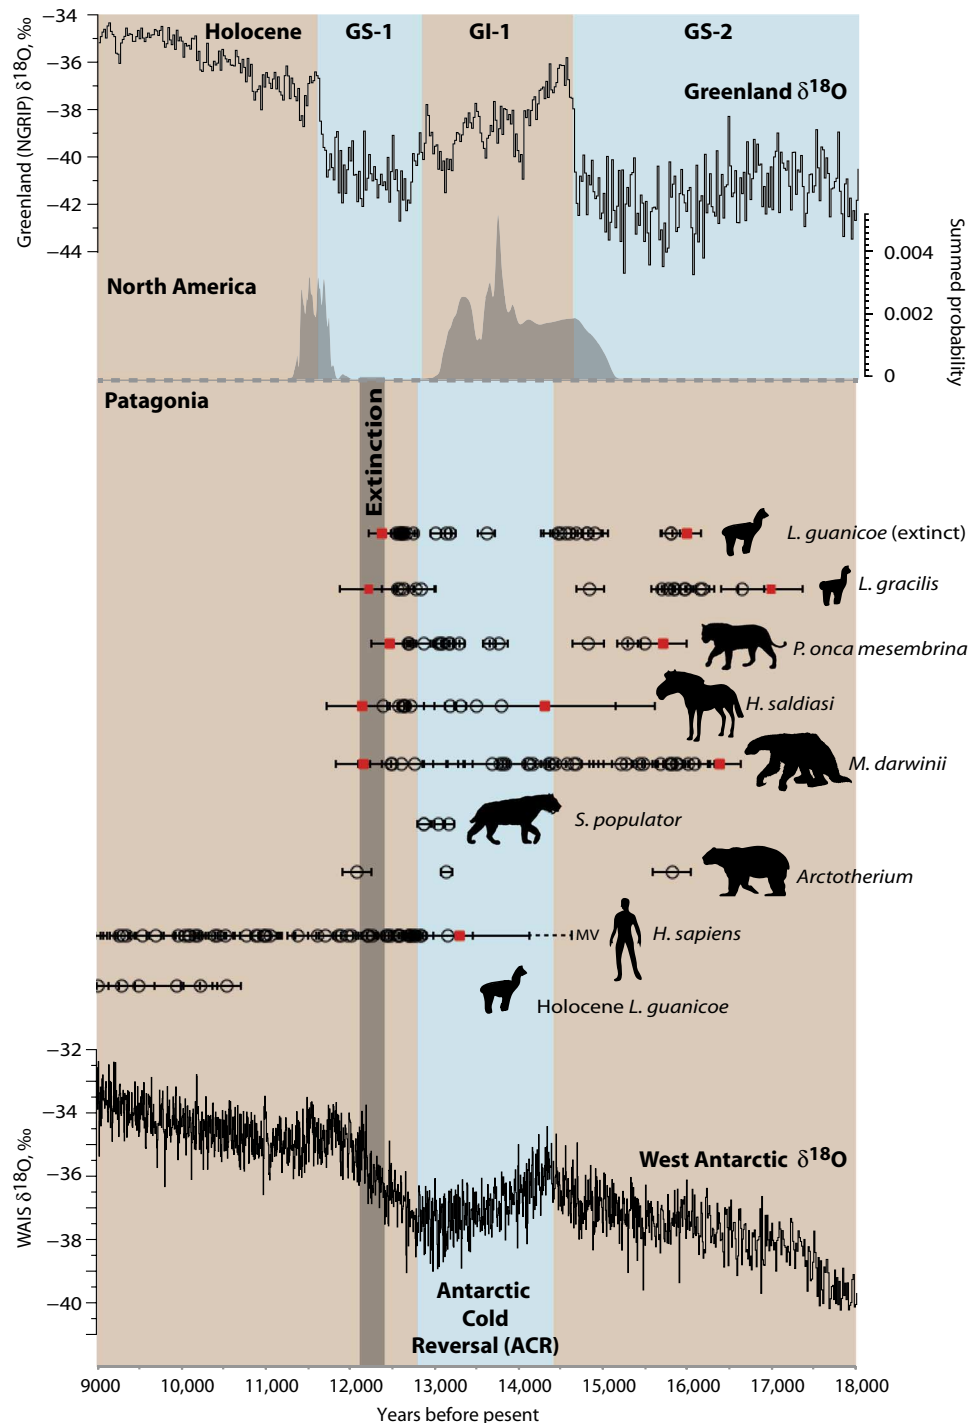 Holocene GS-1 GI-1 GS-2
Greenland (NGRIP) δ18O, ‰
−34
−36
−38
−40
−42
−44
Greenland δ18O
North America
Summed probability
0.004
0.002
0
Patagonia
Extinction
L. guanicoe (extinct)
L. gracilis
P. onca mesembrina
H. saldiasi
M. darwinii
S. populator
Arctotherium
MV H. sapiens
Holocene L. guanicoe
WAIS δ18O, ‰
−32
−34
−36
−38
−40
West Antarctic δ18O
Antarctic
Cold
Reversal (ACR)
9000 10,000 11,000 12,000 13,000 14,000 15,000 16,000 17,000 18,000
Years before pesent